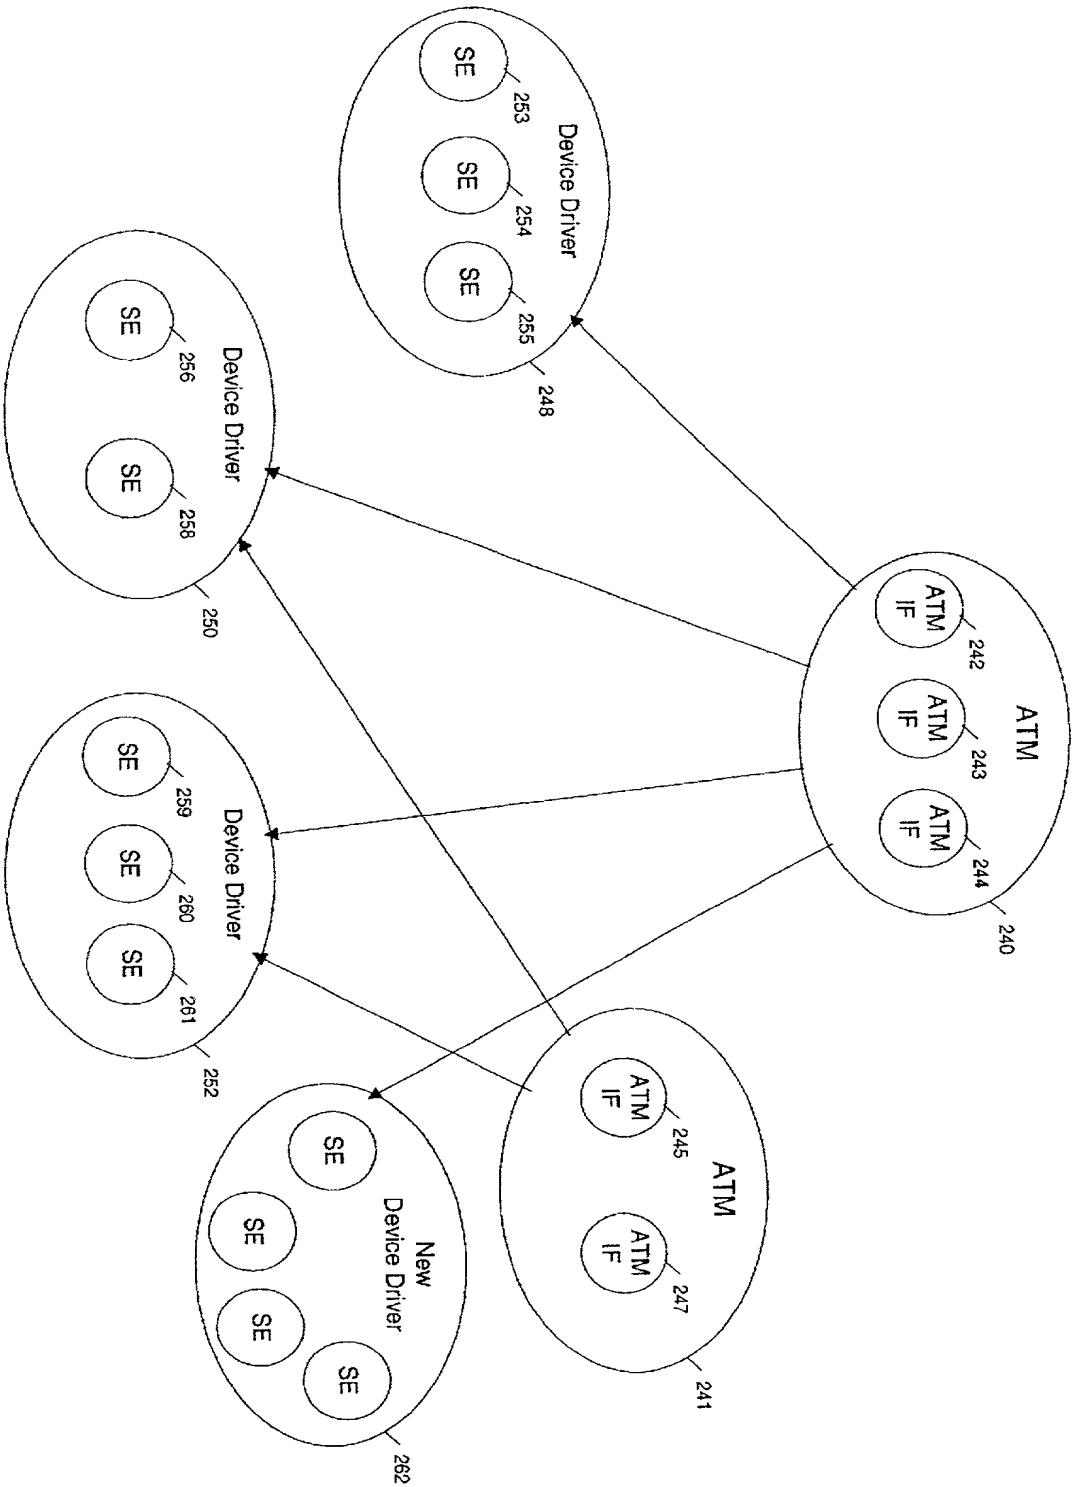 ATM
ATM
IF
242
ATM
IF
243
ATM
IF
244
240
ATM
ATM
IF
245
ATM
IF
247
241
Device Driver
SE
253
SE
254
SE
255
248
Device Driver
SE
256
SE
258
250
Device Driver
SE
259
SE
260
SE
261
252
New
Device Driver
SE
SE
SE
SE
262